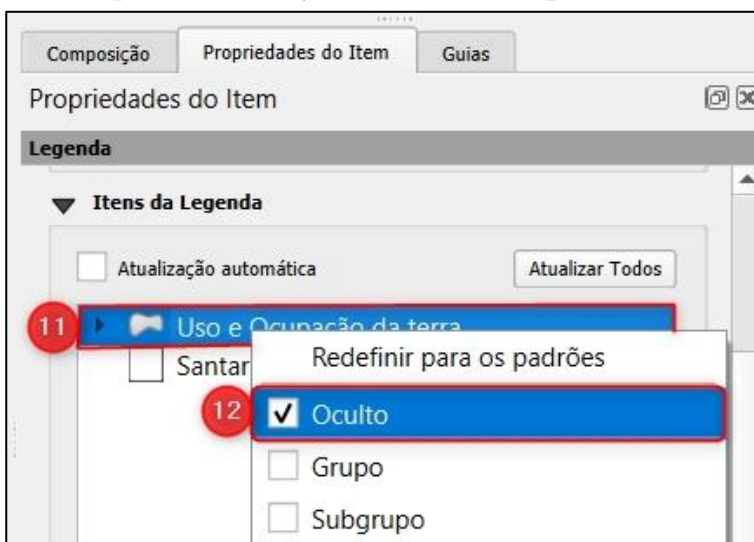 Composição Propriedades do Item Guias
Propriedades do Item
Legenda
Itens da Legenda
Atualização automática Atualizar Todos
11 Uso e Ocupação da terra
Santar Redefinir para os padrões
12 Oculto
Grupo
Subgrupo